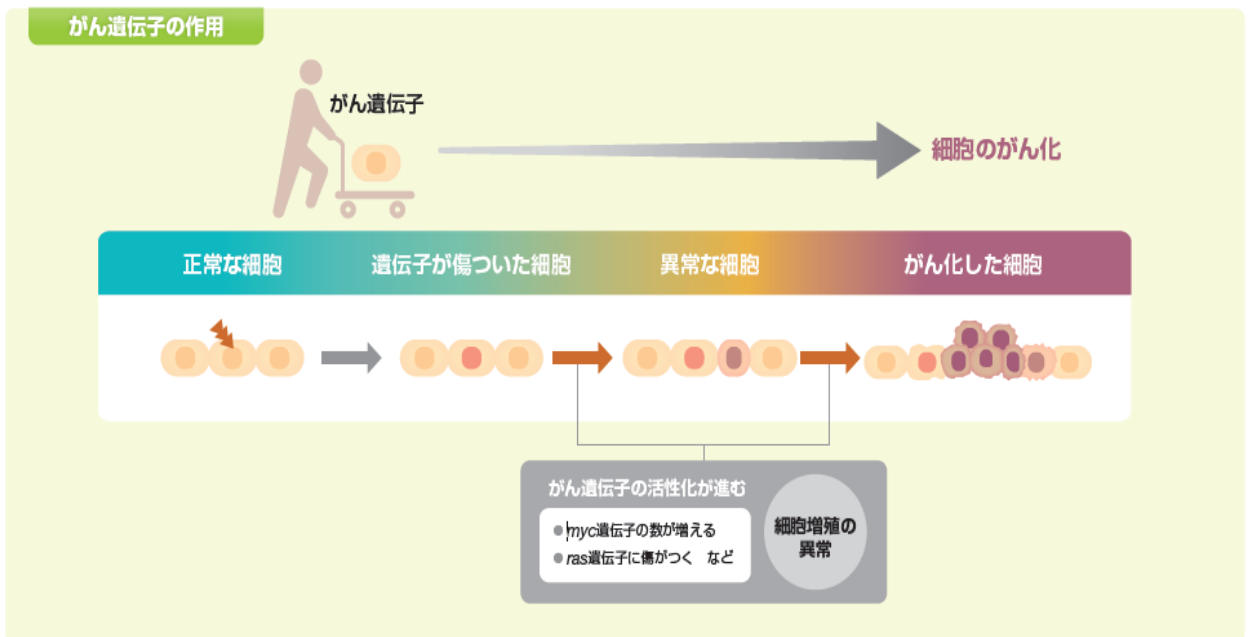 がん遺伝子の作用
がん遺伝子
細胞のがん化
正常な細胞
遺伝子が傷ついた細胞
異常な細胞
がん化した細胞
がん遺伝子の活性化が進む
●myc遺伝子の数が増える
●ras遺伝子に傷がつく など
細胞増殖の
異常